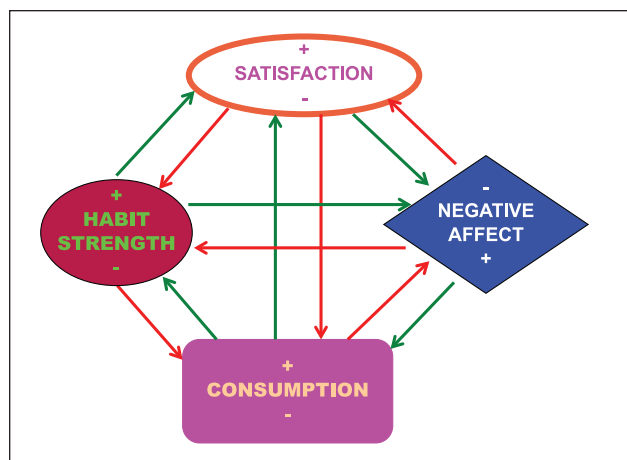 +
SATISFACTION
-
+
HABIT
STRENGTH
-
-
NEGATIVE
AFFECT
+
+
CONSUMPTION
-